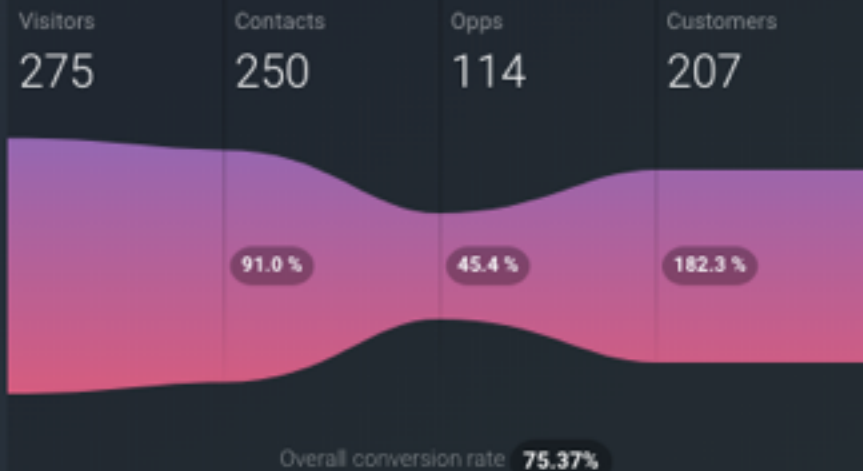 Visitors Contacts Opps Customers
275 250 114 207
91.0 % 45.4 % 182.3 %
Overall conversion rate 75.37%